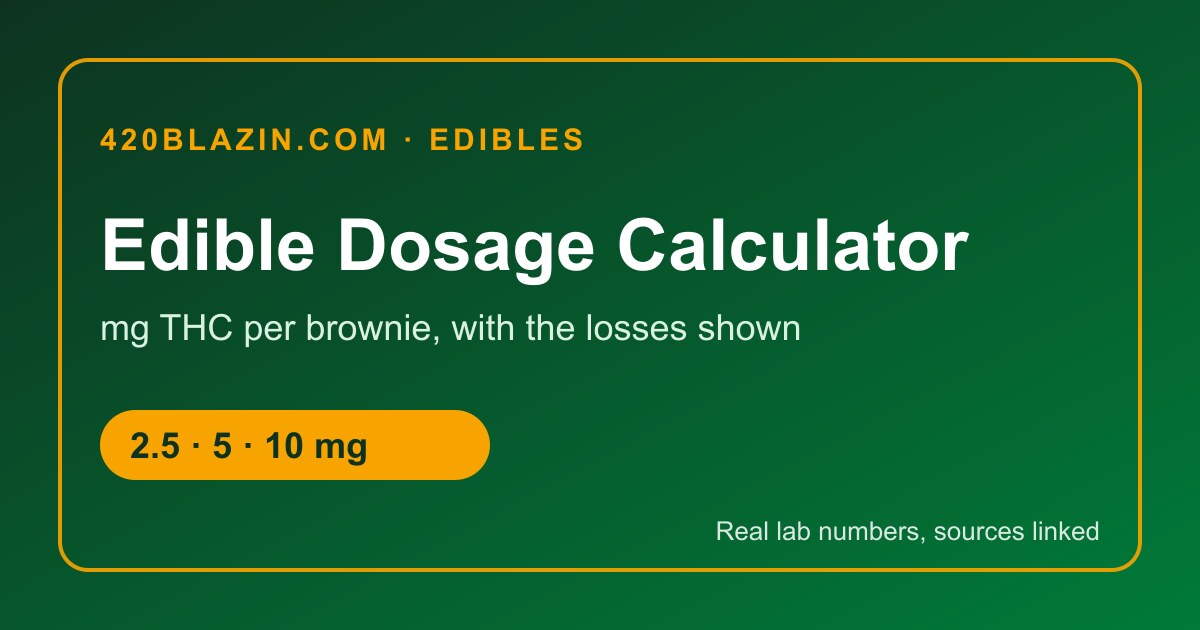 420BLAZIN.COM · EDIBLES
Edible Dosage Calculator
mg THC per brownie, with the losses shown
2.5 · 5 · 10 mg
Real lab numbers, sources linked